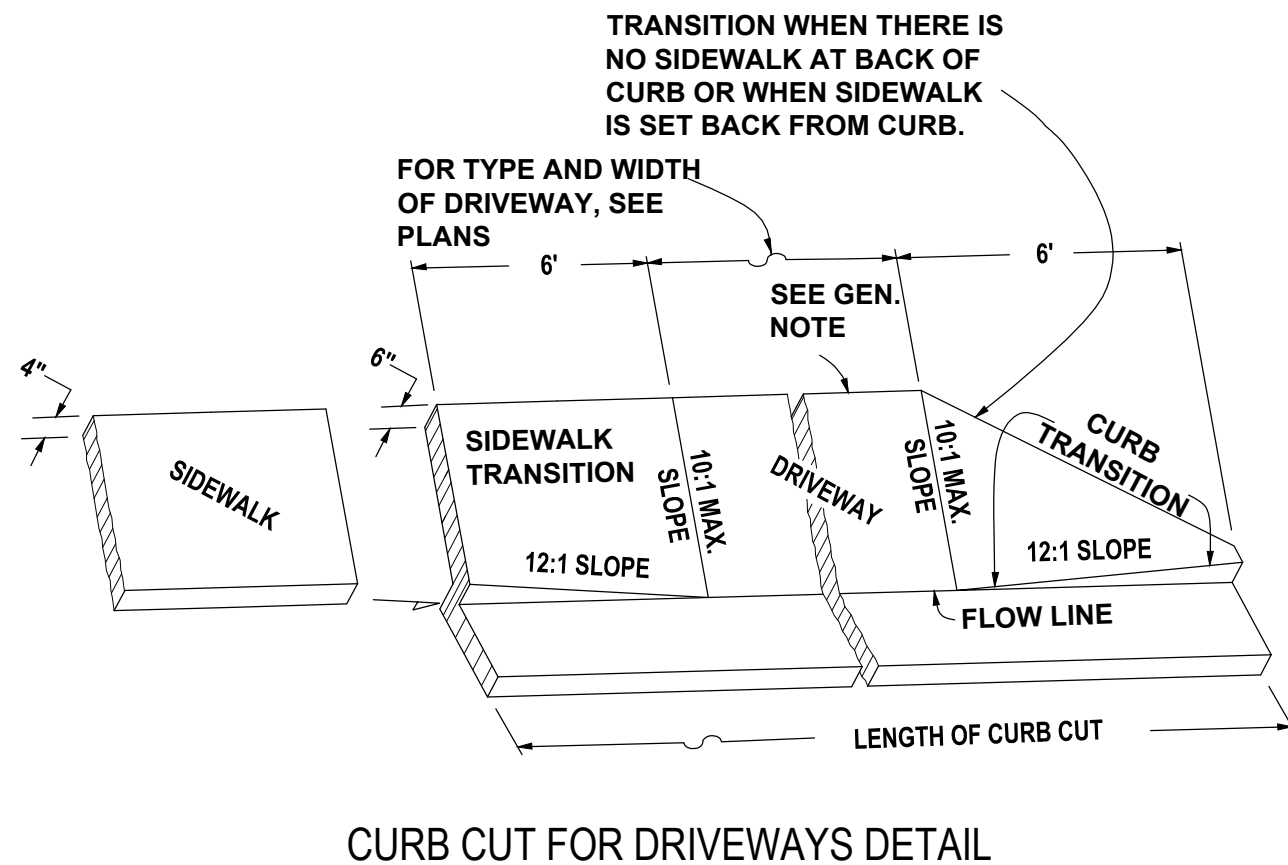 TRANSITION WHEN THERE IS
NO SIDEWALK AT BACK OF
CURB OR WHEN SIDEWALK
IS SET BACK FROM CURB.
FOR TYPE AND WIDTH
OF DRIVEWAY, SEE
PLANS
6'
6'
SEE GEN.
NOTE
4"
6"
SIDEWALK
SIDEWALK
TRANSITION
10:1 MAX.
SLOPE
DRIVEWAY
10:1 MAX.
SLOPE
CURB
TRANSITION
12:1 SLOPE
12:1 SLOPE
FLOW LINE
LENGTH OF CURB CUT
CURB CUT FOR DRIVEWAYS DETAIL